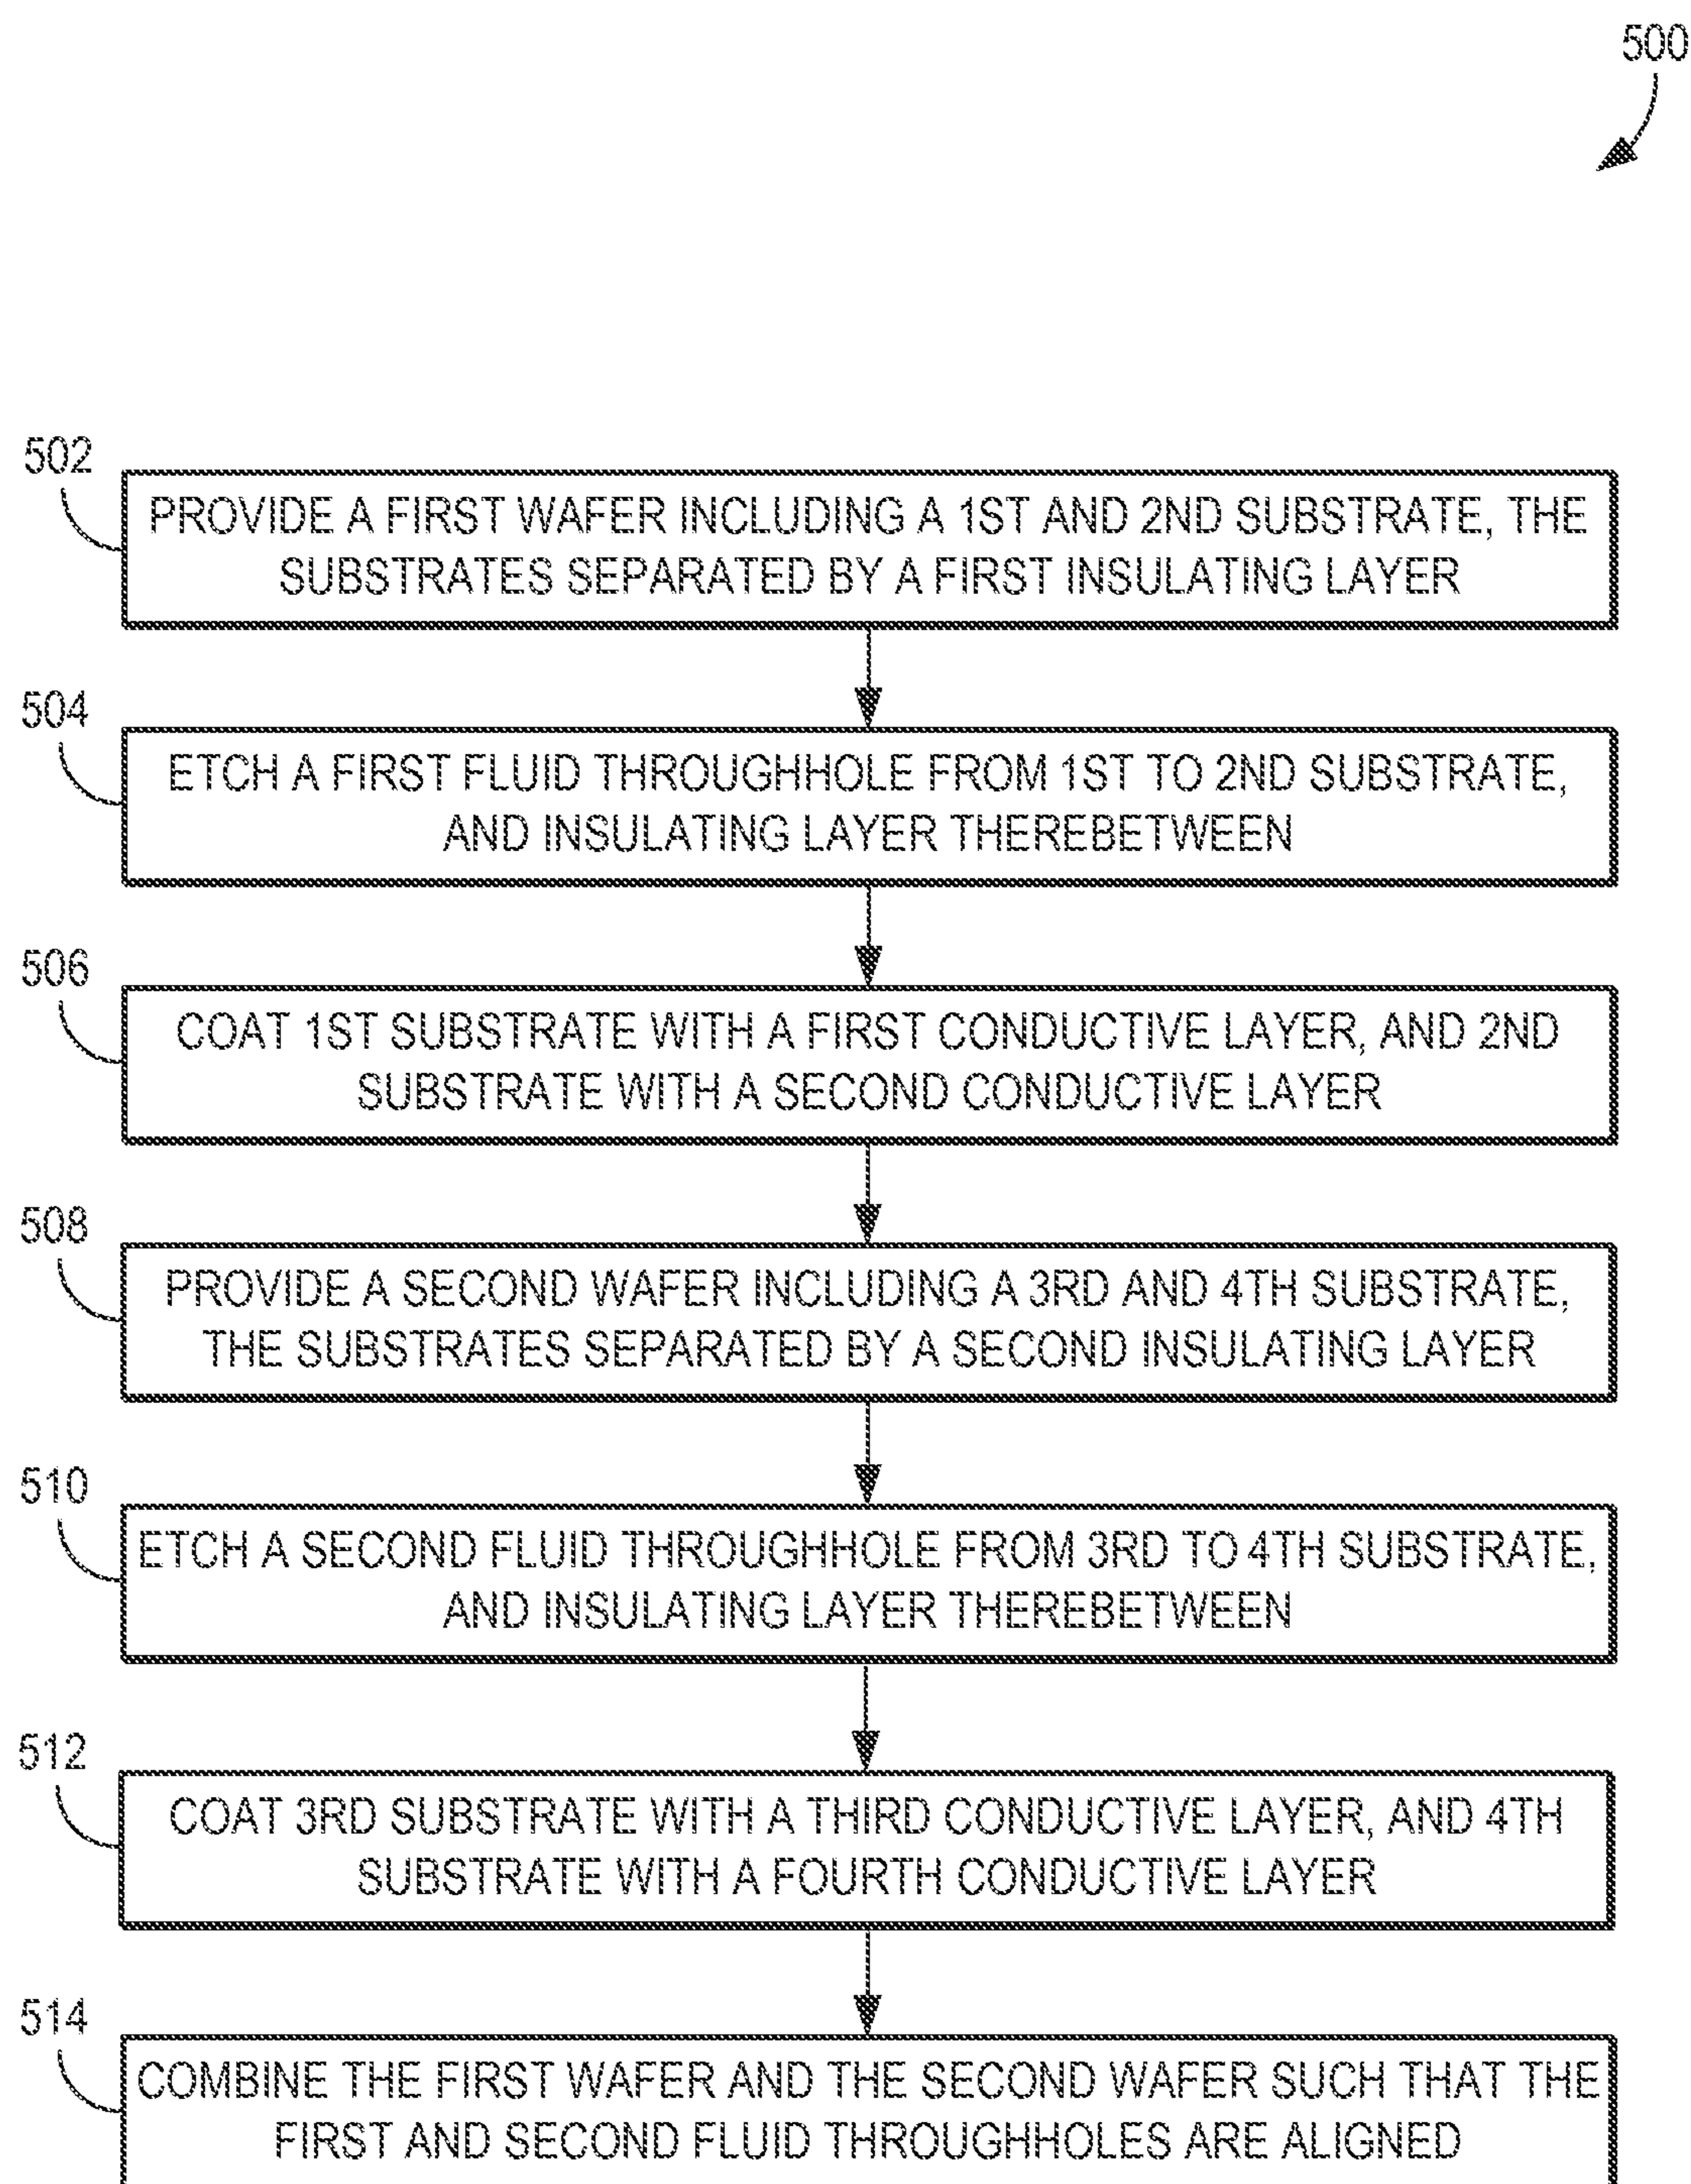 500
502
PROVIDE A FIRST WAFER INCLUDING A 1ST AND 2ND SUBSTRATE, THE
SUBSTRATES SEPARATED BY A FIRST INSULATING LAYER
504
ETCH A FIRST FLUID THROUGHHOLE FROM 1ST TO 2ND SUBSTRATE,
AND INSULATING LAYER THEREBETWEEN
506
COAT 1ST SUBSTRATE WITH A FIRST CONDUCTIVE LAYER, AND 2ND
SUBSTRATE WITH A SECOND CONDUCTIVE LAYER
508
PROVIDE A SECOND WAFER INCLUDING A 3RD AND 4TH SUBSTRATE,
THE SUBSTRATES SEPARATED BY A SECOND INSULATING LAYER
510
ETCH A SECOND FLUID THROUGHHOLE FROM 3RD TO 4TH SUBSTRATE,
AND INSULATING LAYER THEREBETWEEN
512
COAT 3RD SUBSTRATE WITH A THIRD CONDUCTIVE LAYER, AND 4TH
SUBSTRATE WITH A FOURTH CONDUCTIVE LAYER
514
COMBINE THE FIRST WAFER AND THE SECOND WAFER SUCH THAT THE
FIRST AND SECOND FLUID THROUGHHOLES ARE ALIGNED